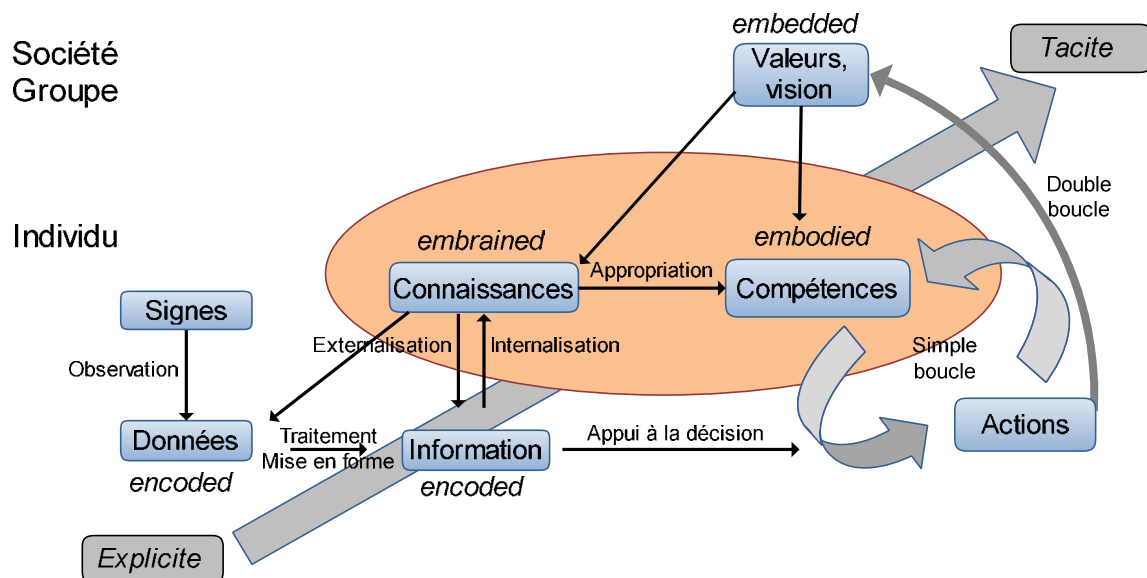 embedded
Société
Groupe
Valeurs,
vision
Tacite
Double
boucle
Individu
embrained
embodied
Appropriation
Connaissances
Compétences
Signes
Externalisation
Internalisation
Simple
boucle
Observation
Données
Traitement
Mise en forme
Information
Appui à la décision
Actions
encoded
encoded
Explicite